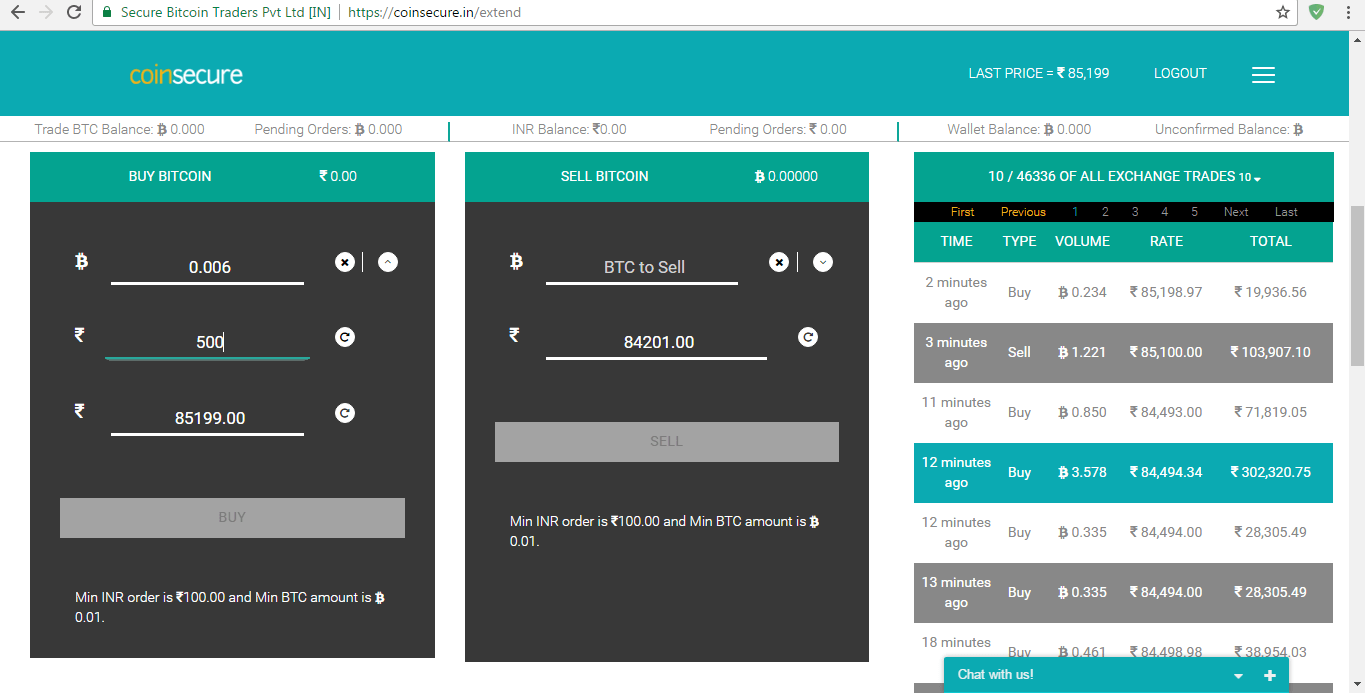 Secure Bitcoin Traders Pvt Ltd [IN] https://coinsecure.in/extend
coinsecure
LAST PRICE = ₹ 85,199 LOGOUT
Trade BTC Balance: ₿ 0.000 Pending Orders: ₿ 0.000 INR Balance: ₹0.00 Pending Orders: ₹ 0.00 Wallet Balance: ₿ 0.000 Unconfirmed Balance: ₿
BUY BITCOIN ₹ 0.00
₿ 0.006
₹ 500
₹ 85199.00
BUY
Min INR order is ₹100.00 and Min BTC amount is ₿
0.01.
SELL BITCOIN ₿ 0.00000
₿ BTC to Sell
₹ 84201.00
SELL
Min INR order is ₹100.00 and Min BTC amount is ₿
0.01.
10 / 46336 OF ALL EXCHANGE TRADES 10
First Previous 1 2 3 4 5 Next Last
TIME TYPE VOLUME RATE TOTAL
2 minutes ago Buy ₿ 0.234 ₹ 85,198.97 ₹ 19,936.56
3 minutes ago Sell ₿ 1.221 ₹ 85,100.00 ₹ 103,907.10
11 minutes ago Buy ₿ 0.850 ₹ 84,493.00 ₹ 71,819.05
12 minutes ago Buy ₿ 3.578 ₹ 84,494.34 ₹ 302,320.75
12 minutes ago Buy ₿ 0.335 ₹ 84,494.00 ₹ 28,305.49
13 minutes ago Buy ₿ 0.335 ₹ 84,494.00 ₹ 28,305.49
18 minutes Buy ₿ 0.461 ₹ 84,498.98 ₹ 38,954.03
Chat with us!